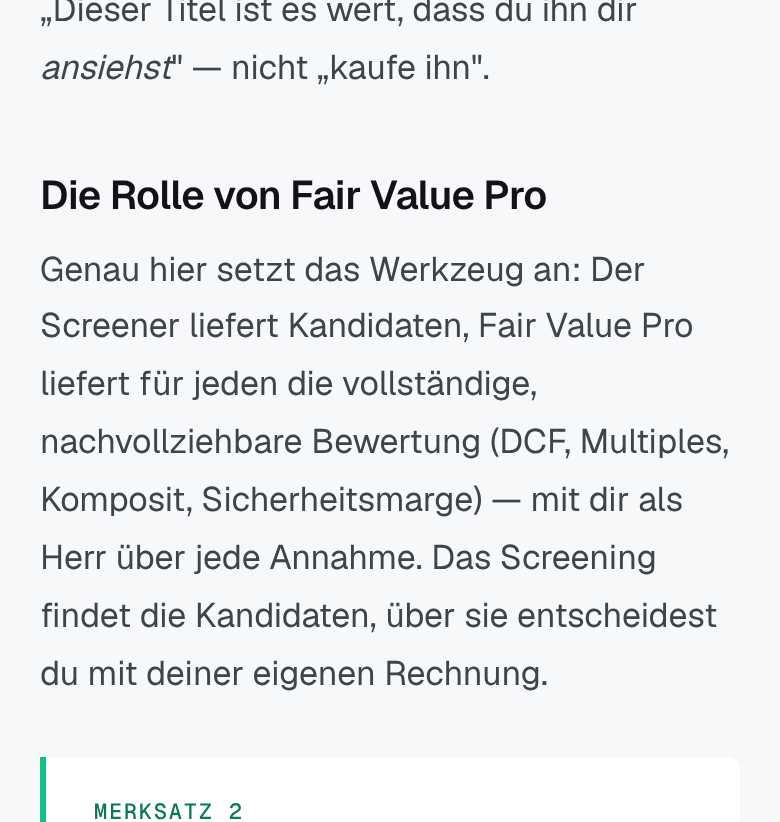 „Dieser Titel ist es wert, dass du ihn dir
ansiehst" — nicht „kaufe ihn".
Die Rolle von Fair Value Pro
Genau hier setzt das Werkzeug an: Der
Screener liefert Kandidaten, Fair Value Pro
liefert für jeden die vollständige,
nachvollziehbare Bewertung (DCF, Multiples,
Komposit, Sicherheitsmarge) — mit dir als
Herr über jede Annahme. Das Screening
findet die Kandidaten, über sie entscheidest
du mit deiner eigenen Rechnung.
MERKSATZ 2